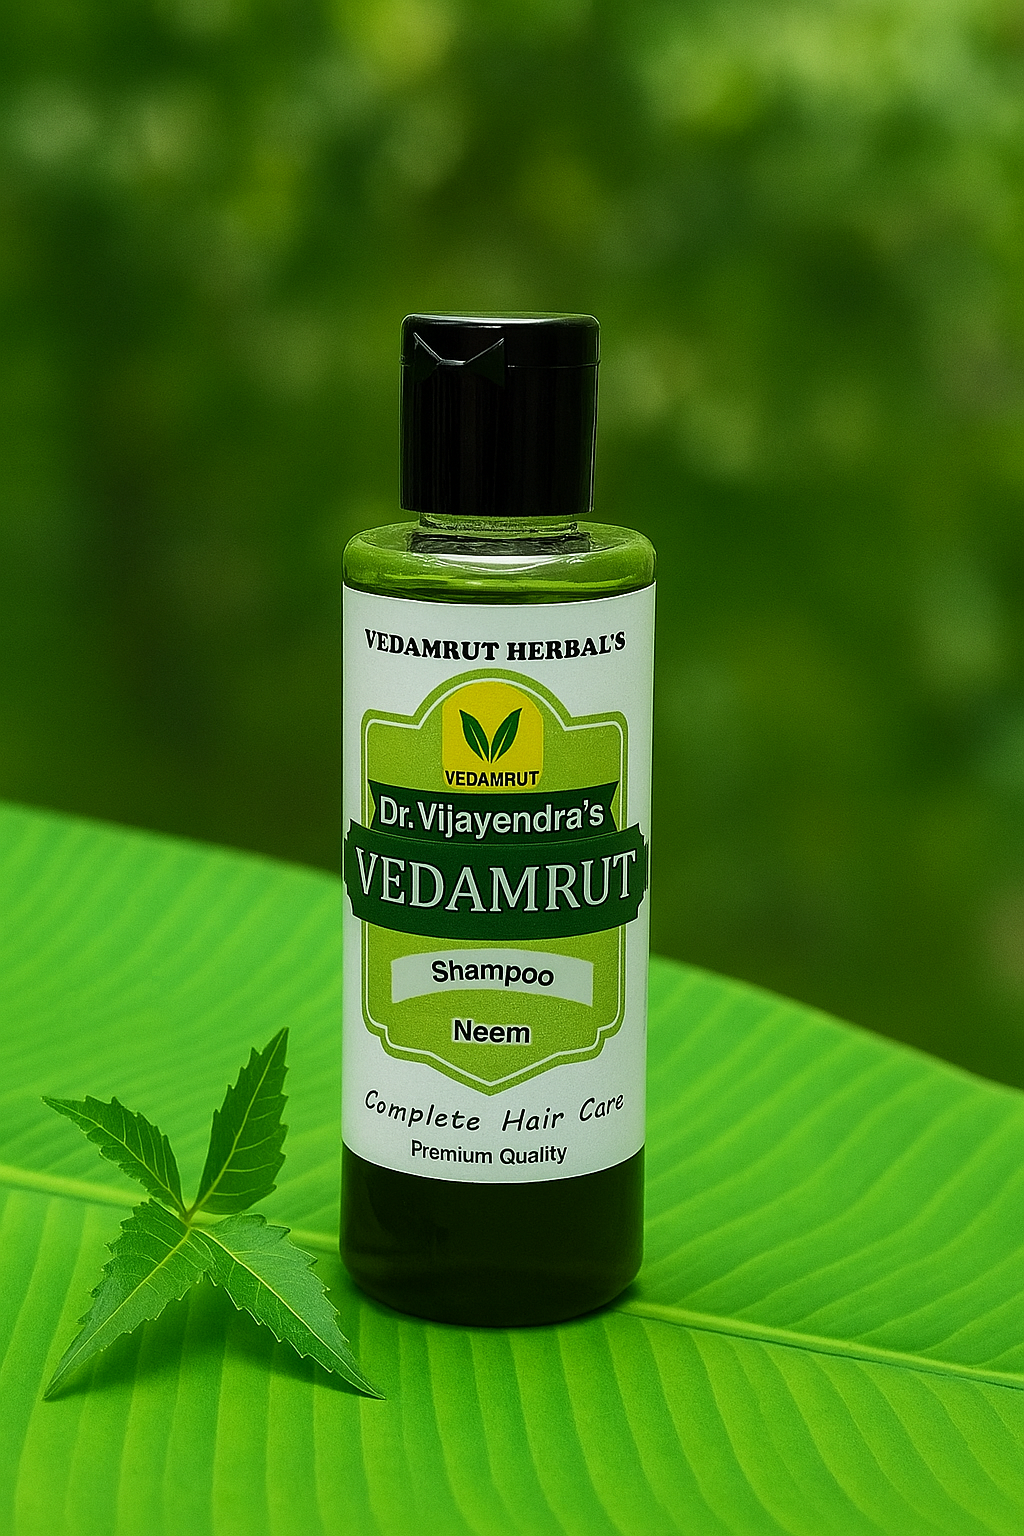 VEDAMRUT HERBAL'S
VEDAMRUT
Dr. Vijayendra's
VEDAMRUT
Shampoo
Neem
Complete Hair Care
Premium Quality